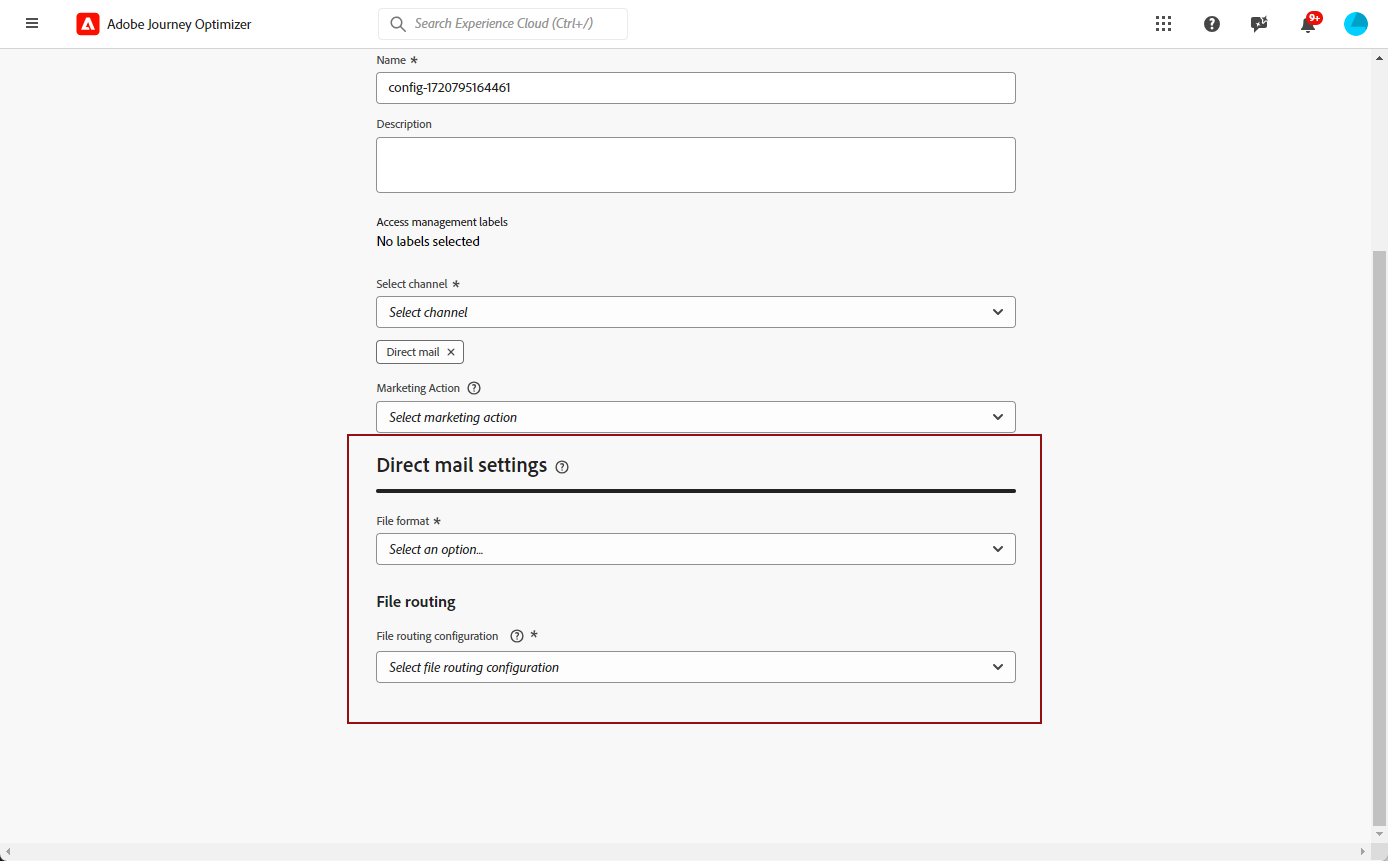 Adobe Journey Optimizer
Search Experience Cloud (Ctrl+/)
9+
Name *
config-1720795164461
Description
Access management labels
No labels selected
Select channel *
Select channel
Direct mail
Marketing Action
Select marketing action
Direct mail settings
File format *
Select an option...
File routing
File routing configuration *
Select file routing configuration